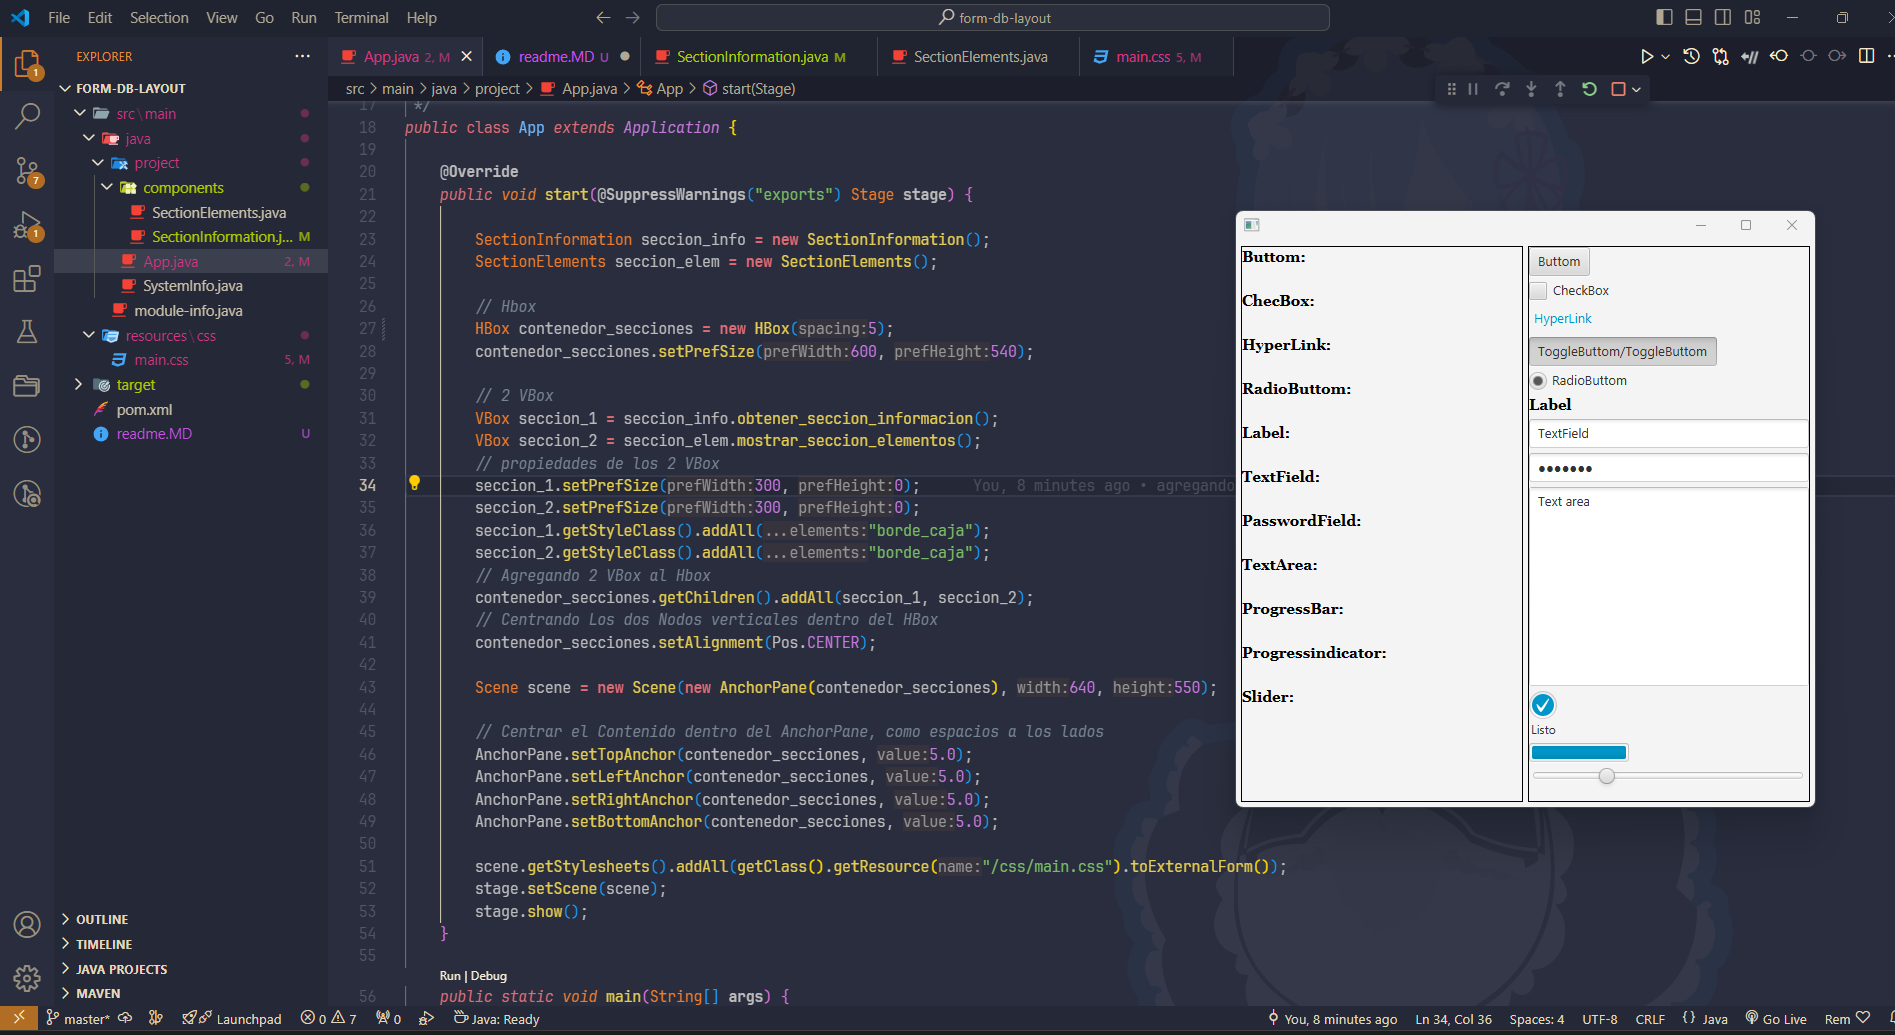 File Edit Selection View Go Run Terminal Help
form-db-layout
EXPLORER
App.java 2, M
readme.MD U
SectionInformation.java M
SectionElements.java
main.css 5, M
src > main > java > project > App.java > App > start(Stage)
1
7
1
FORM-DB-LAYOUT
src\main
java
project
components
SectionElements.java
SectionInformation.j... M
App.java 2, M
SystemInfo.java
module-info.java
resources\css
main.css 5, M
target
pom.xml
readme.MD U
OUTLINE
TIMELINE
JAVA PROJECTS
MAVEN
17 */
18 public class App extends Application {
19
20 @Override
21 public void start(@SuppressWarnings("exports") Stage stage) {
22
23 SectionInformation seccion_info = new SectionInformation();
24 SectionElements seccion_elem = new SectionElements();
25
26 // Hbox
27 HBox contenedor_secciones = new HBox(spacing:5);
28 contenedor_secciones.setPrefSize(prefWidth:600, prefHeight:540);
29
30 // 2 VBox
31 VBox seccion_1 = seccion_info.obtener_seccion_informacion();
32 VBox seccion_2 = seccion_elem.mostrar_seccion_elementos();
33 // propiedades de los 2 VBox
34 seccion_1.setPrefSize(prefWidth:300, prefHeight:0); You, 8 minutes ago • agregando
35 seccion_2.setPrefSize(prefWidth:300, prefHeight:0);
36 seccion_1.getStyleClass().addAll(...elements:"borde_caja");
37 seccion_2.getStyleClass().addAll(...elements:"borde_caja");
38 // Agregando 2 VBox al Hbox
39 contenedor_secciones.getChildren().addAll(seccion_1, seccion_2);
40 // Centrando Los dos Nodos verticales dentro del HBox
41 contenedor_secciones.setAlignment(Pos.CENTER);
42
43 Scene scene = new Scene(new AnchorPane(contenedor_secciones), width:640, height:550);
44
45 // Centrar el Contenido dentro del AnchorPane, como espacios a los lados
46 AnchorPane.setTopAnchor(contenedor_secciones, value:5.0);
47 AnchorPane.setLeftAnchor(contenedor_secciones, value:5.0);
48 AnchorPane.setRightAnchor(contenedor_secciones, value:5.0);
49 AnchorPane.setBottomAnchor(contenedor_secciones, value:5.0);
50
51 scene.getStylesheets().addAll(getClass().getResource(name:"/css/main.css").toExternalForm());
52 stage.setScene(scene);
53 stage.show();
54 }
55
Run | Debug
56 public static void main(String[] args) {
Buttom:
ChecBox:
HyperLink:
RadioButtom:
Label:
TextField:
PasswordField:
TextArea:
ProgressBar:
Progressindicator:
Slider:
Buttom
CheckBox
HyperLink
ToggleButtom/ToggleButtom
RadioButtom
Label
TextField
•••••••
Text area
Listo
master* Launchpad 0 7 0 Java: Ready You, 8 minutes ago Ln 34, Col 36 Spaces: 4 UTF-8 CRLF {} Java Go Live Rem